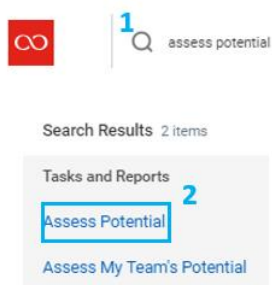 1
assess potential
Search Results 2 items
Tasks and Reports
2
Assess Potential
Assess My Team's Potential